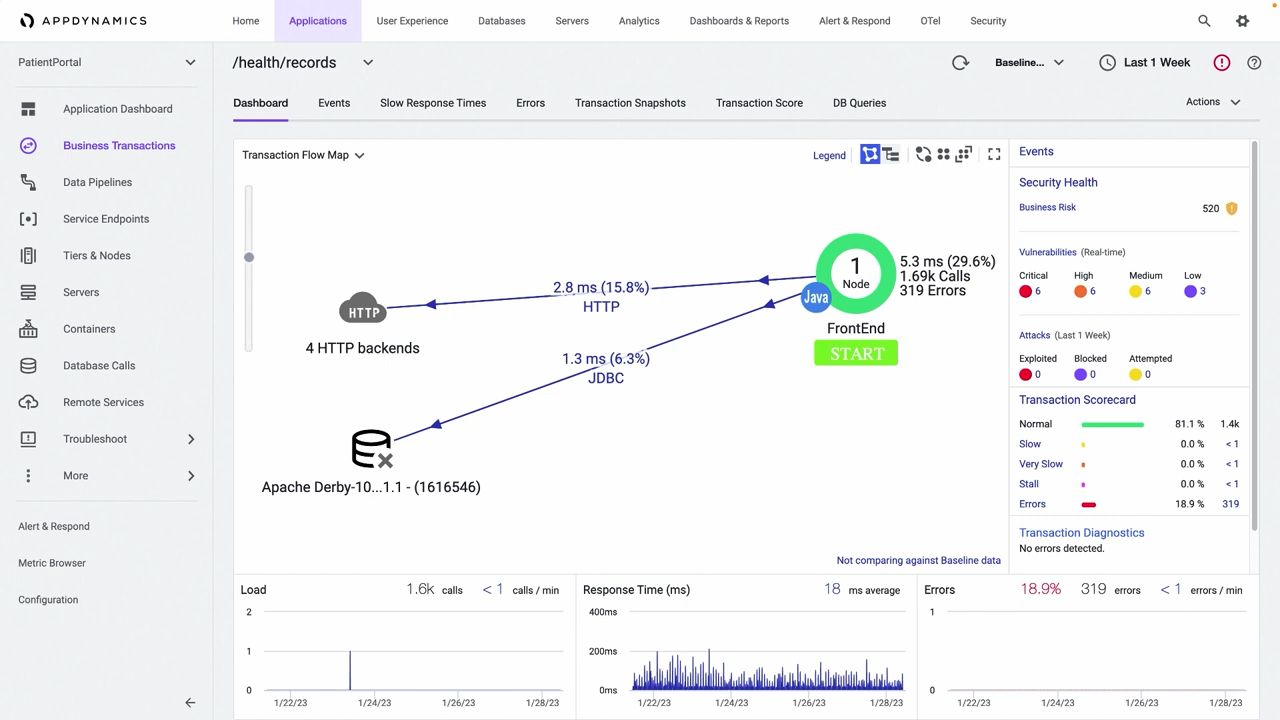 APPDYNAMICS
Home
Applications
User Experience
Databases
Servers
Analytics
Dashboards & Reports
Alert & Respond
OTel
Security
PatientPortal
Application Dashboard
Business Transactions
Data Pipelines
Service Endpoints
Tiers & Nodes
Servers
Containers
Database Calls
Remote Services
Troubleshoot
More
Alert & Respond
Metric Browser
Configuration
/health/records
Baseline...
Last 1 Week
Dashboard
Events
Slow Response Times
Errors
Transaction Snapshots
Transaction Score
DB Queries
Actions
Transaction Flow Map
Legend
2.8 ms (15.8%)
HTTP
HTTP
4 HTTP backends
1.3 ms (6.3%)
JDBC
Apache Derby-10...1.1 - (1616546)
1
Node
Java
5.3 ms (29.6%)
1.69k Calls
319 Errors
FrontEnd
START
Not comparing against Baseline data
Events
Security Health
Business Risk 520
Vulnerabilities (Real-time)
Critical High Medium Low
6 6 6 3
Attacks (Last 1 Week)
Exploited Blocked Attempted
0 0 0
Transaction Scorecard
Normal 81.1 % 1.4k
Slow 0.0 % < 1
Very Slow 0.0 % < 1
Stall 0.0 % < 1
Errors 18.9 % 319
Transaction Diagnostics
No errors detected.
Load 1.6k calls < 1 calls / min
2
1
0
1/22/23 1/24/23 1/26/23 1/28/23
Response Time (ms) 18 ms average
400ms
200ms
0ms
1/22/23 1/24/23 1/26/23 1/28/23
Errors 18.9% 319 errors < 1 errors / min
1
0
1/22/23 1/24/23 1/26/23 1/28/23